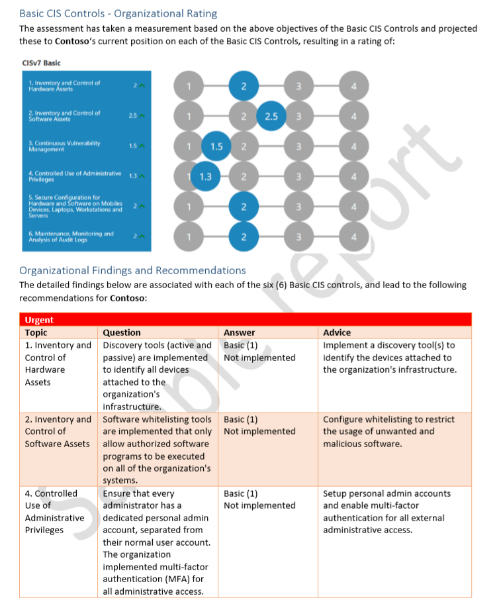 Basic CIS Controls - Organizational Rating
The assessment has taken a measurement based on the above objectives of the Basic CIS Controls and projected
these to Contoso's current position on each of the Basic CIS Controls, resulting in a rating of:
CISv7 Basic
1. Inventory and Control of
Hardware Assets
2
1 2 3 4
2. Inventory and Control of
Software Assets
2.5
1 2 2.5 3 4
3. Continuous Vulnerability
Management
1.5
1 1.5 2 3 4
4. Controlled Use of Administrative
Privileges
1.3
1 1.3 2 3 4
5. Secure Configuration for
Hardware and Software on Mobiles
Devices, Laptops, Workstations and
Servers
2
1 2 3 4
6. Maintenance, Monitoring and
Analysis of Audit Logs
2
1 2 3 4
Organizational Findings and Recommendations
The detailed findings below are associated with each of the six (6) Basic CIS controls, and lead to the following
recommendations for Contoso:
Urgent
Topic Question Answer Advice
1. Inventory and Discovery tools (active and Basic (1) Implement a discovery tool(s) to
Control of passive) are implemented Not implemented identify the devices attached to
Hardware to identify all devices the organization's infrastructure.
Assets attached to the
organization's
infrastructure.
2. Inventory and Software whitelisting tools Basic (1) Configure whitelisting to restrict
Control of are implemented that only Not implemented the usage of unwanted and
Software Assets allow authorized software malicious software.
programs to be executed
on all of the organization's
systems.
4. Controlled Ensure that every Basic (1) Setup personal admin accounts
Use of administrator has a Not implemented and enable multi-factor
Administrative dedicated personal admin authentication for all external
Privileges account, separated from administrative access.
their normal user account.
The organization
implemented multi-factor
authentication (MFA) for
all administrative access.
Sample report